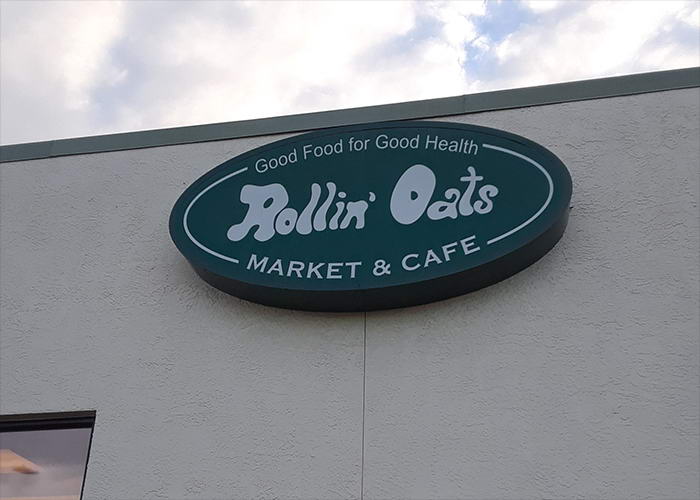 Good Food for Good Health
Rollin' Oats
MARKET & CAFE